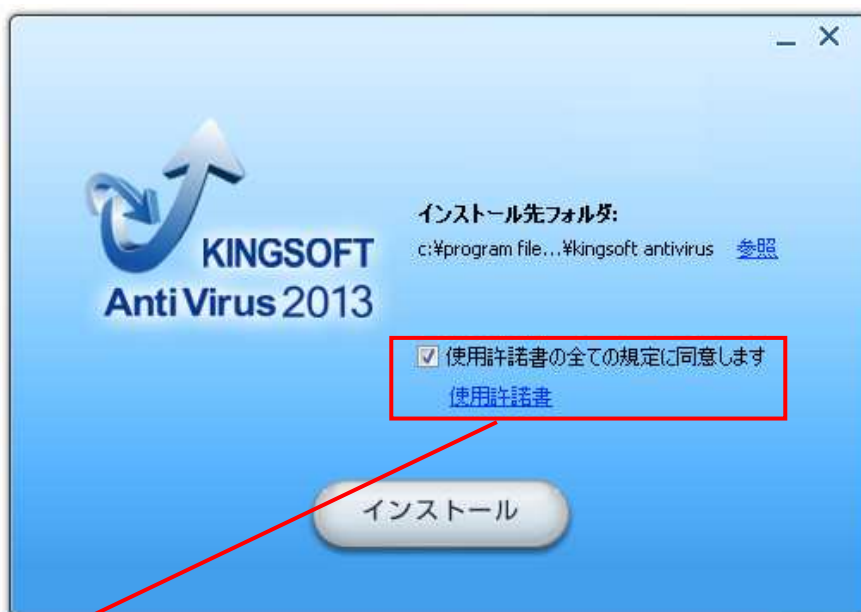 KINGSOFT
Anti Virus 2013
インストール先フォルダ:
c:¥program file...¥kingsoft antivirus 参照
使用許諾書の全ての規定に同意します
使用許諾書
インストール